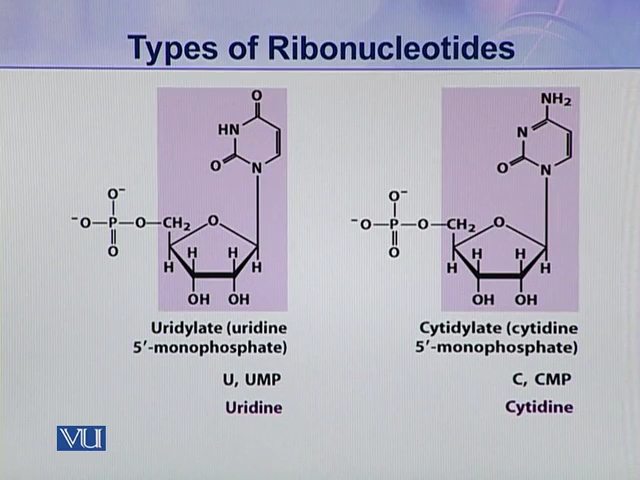 Types of Ribonucleotides
O
HN
O
N
O⁻
⁻O—P—O—CH₂
O
O
H
H
H
H
OH
OH
Uridylate (uridine
5′-monophosphate)
U, UMP
Uridine
NH₂
N
O
N
O⁻
⁻O—P—O—CH₂
O
O
H
H
H
H
OH
OH
Cytidylate (cytidine
5′-monophosphate)
C, CMP
Cytidine
VU